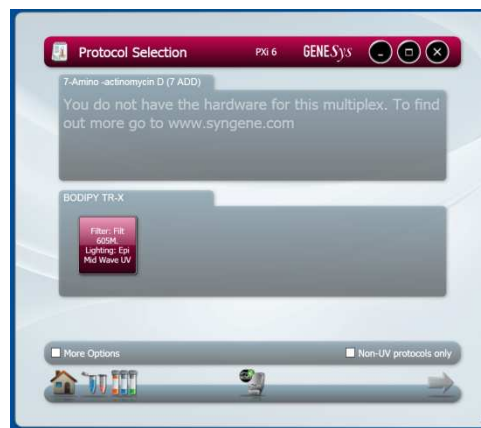 Protocol Selection PXi 6 GENESys
7-Amino -actinomycin D (7 ADD)
You do not have the hardware for this multiplex. To find
out more go to www.syngene.com
BODIPY TR-X
Filter: Filt
605M.
Lighting: Epi
Mid Wave UV
More Options Non-UV protocols only